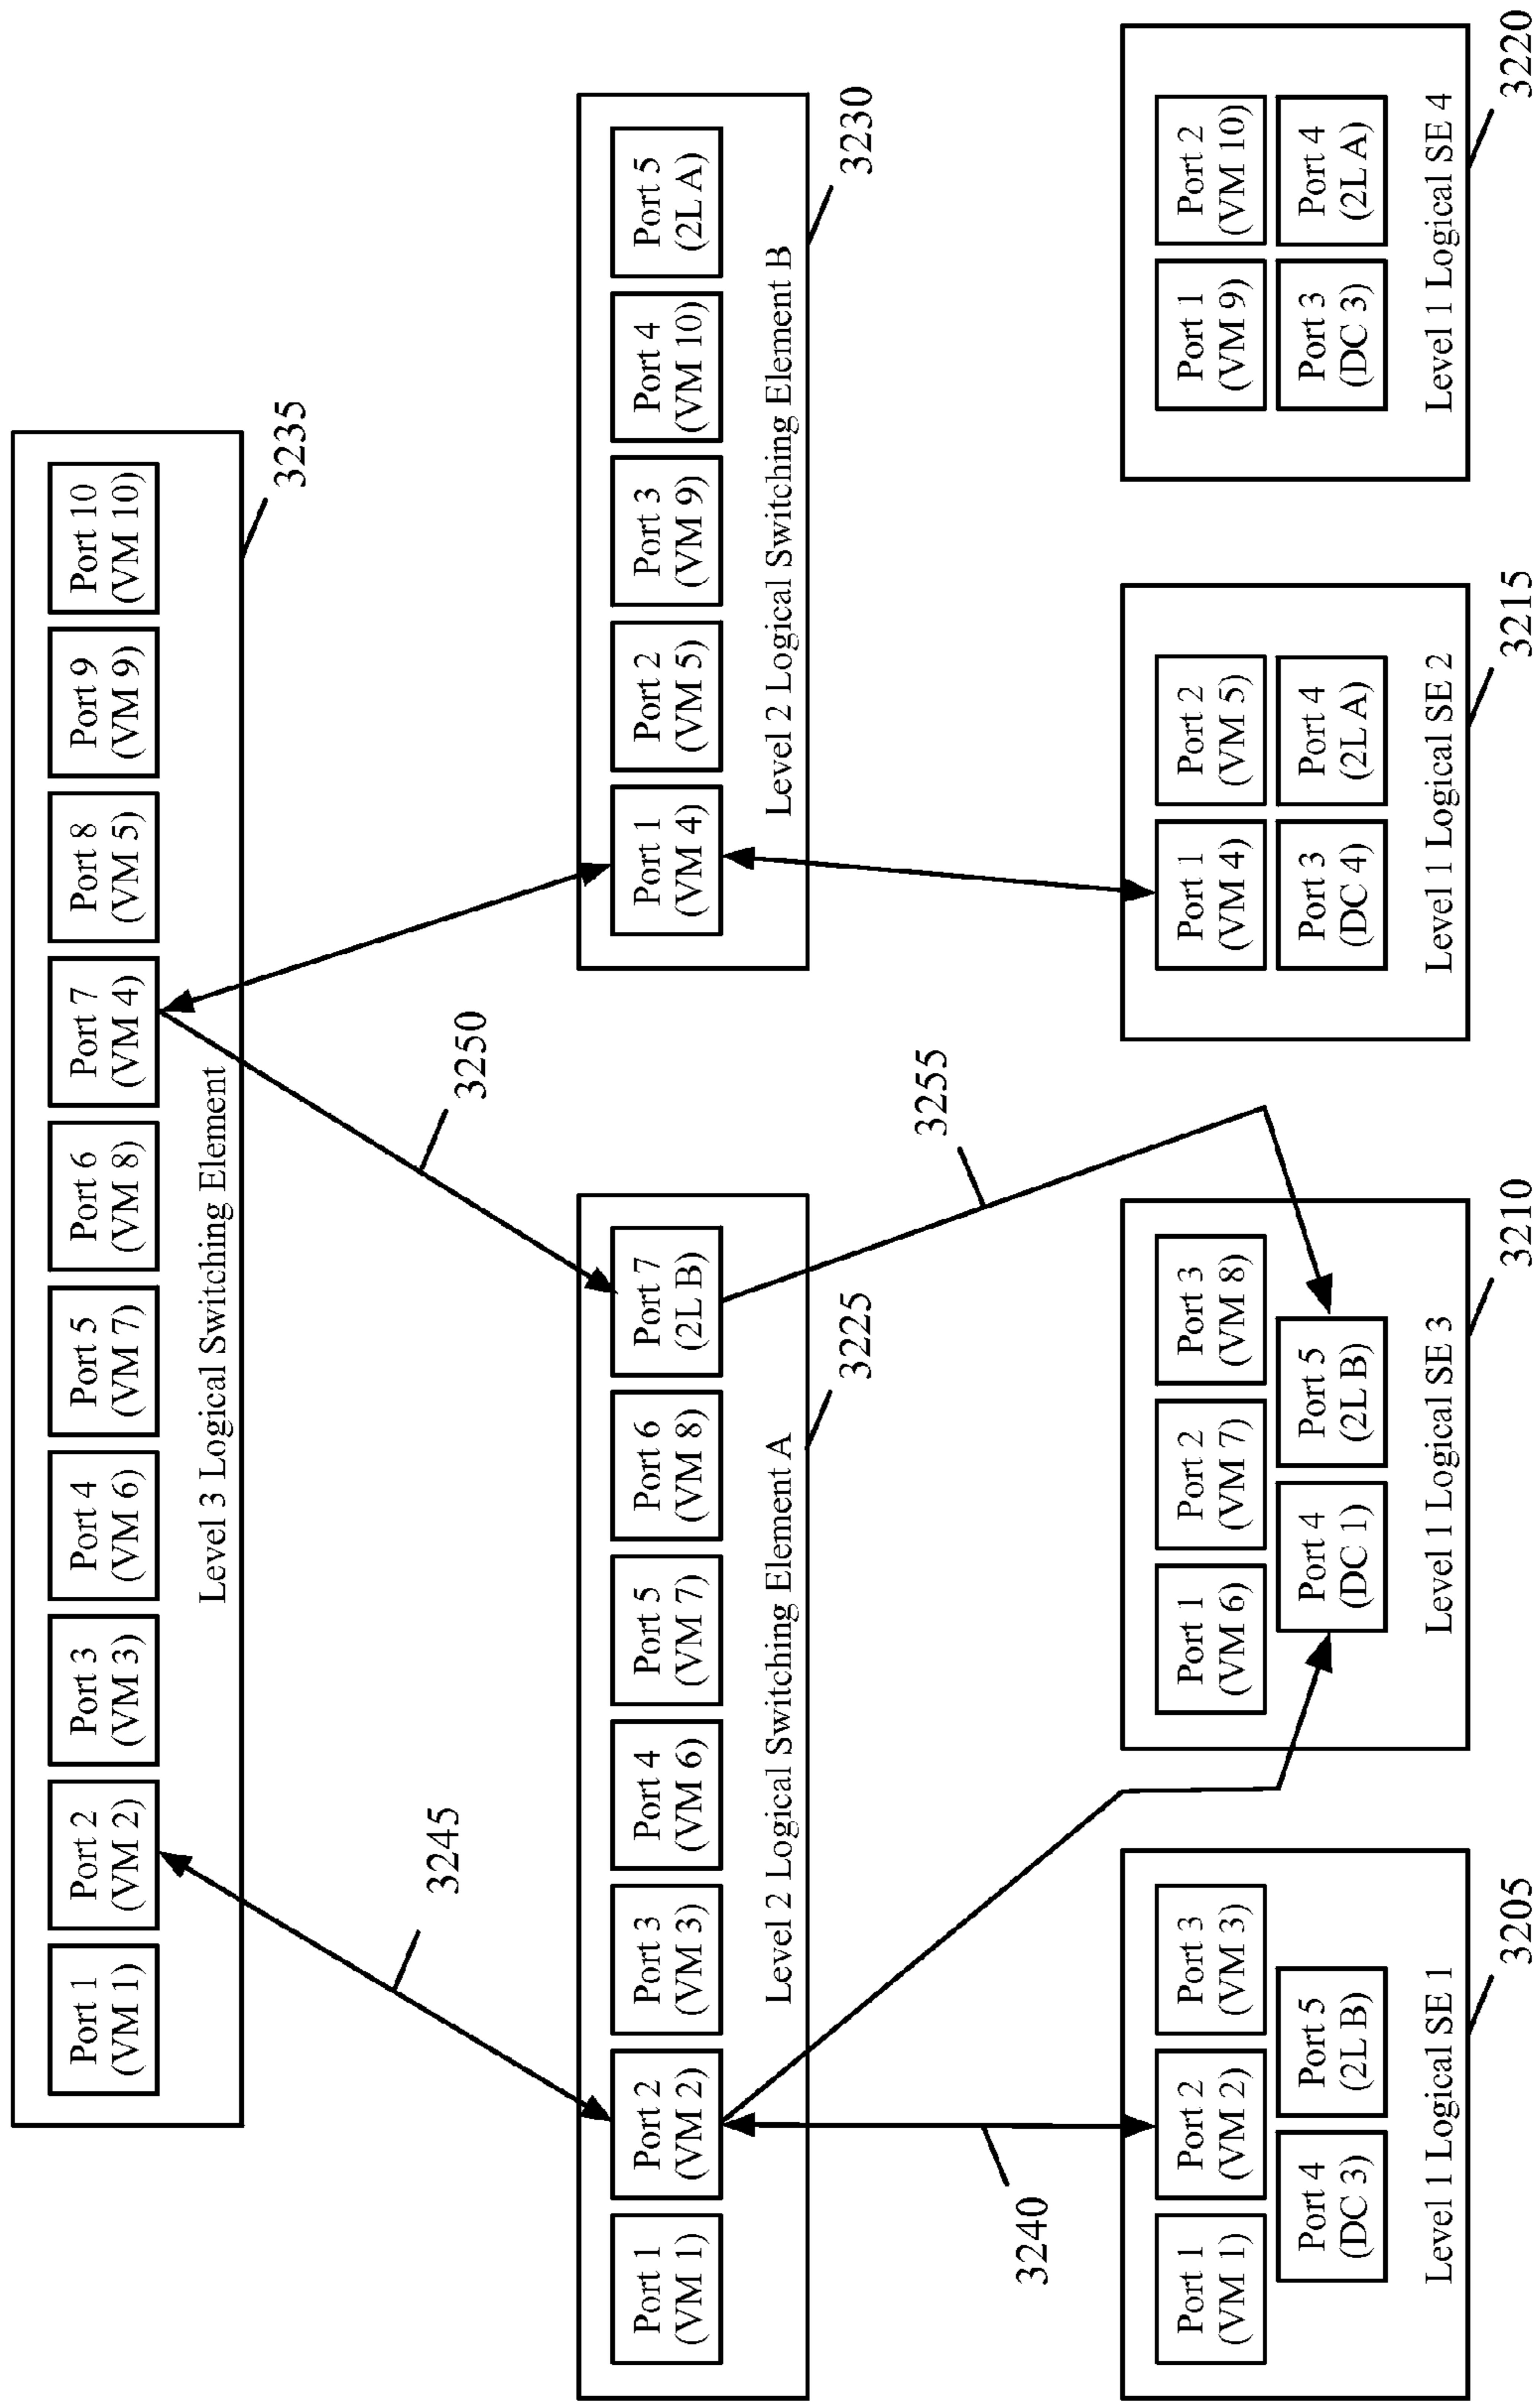 Port 1
(VM 1)
Port 2
(VM 2)
Port 3
(VM 3)
Port 4
(VM 6)
Port 5
(VM 7)
Port 6
(VM 8)
Port 7
(VM 4)
Port 8
(VM 5)
Port 9
(VM 9)
Port 10
(VM 10)
Level 3 Logical Switching Element
3235
3245
3250
Port 1
(VM 1)
Port 2
(VM 2)
Port 3
(VM 3)
Port 4
(VM 6)
Port 5
(VM 7)
Port 6
(VM 8)
Port 7
(2L B)
Level 2 Logical Switching Element A
3225
Port 1
(VM 4)
Port 2
(VM 5)
Port 3
(VM 9)
Port 4
(VM 10)
Port 5
(2L A)
Level 2 Logical Switching Element B
3230
3240
3255
Port 1
(VM 1)
Port 2
(VM 2)
Port 3
(VM 3)
Port 4
(DC 3)
Port 5
(2L B)
Level 1 Logical SE 1
3205
Port 1
(VM 6)
Port 2
(VM 7)
Port 3
(VM 8)
Port 4
(DC 1)
Port 5
(2L B)
Level 1 Logical SE 3
3210
Port 1
(VM 4)
Port 2
(VM 5)
Port 3
(DC 4)
Port 4
(2L A)
Level 1 Logical SE 2
3215
Port 1
(VM 9)
Port 2
(VM 10)
Port 3
(DC 3)
Port 4
(2L A)
Level 1 Logical SE 4
3220